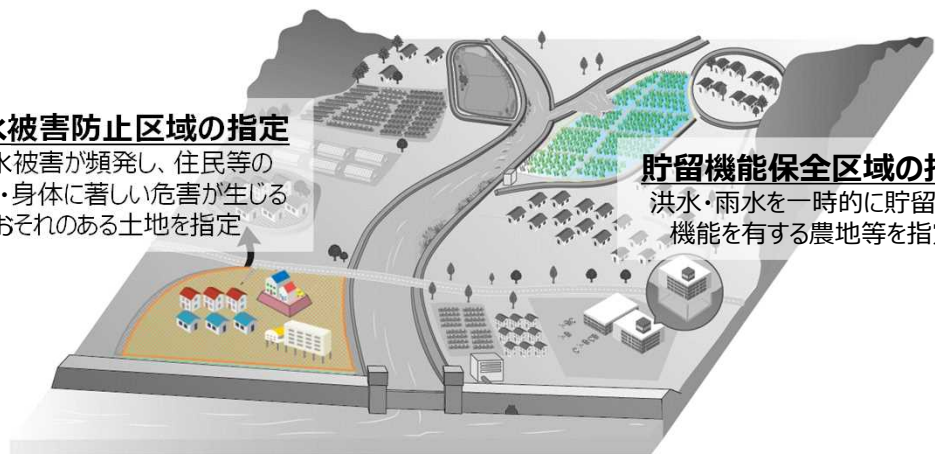 水被害防止区域の指定
水被害が頻発し、住民等の
・身体に著しい危害が生じる
おそれのある土地を指定
貯留機能保全区域の指
洪水・雨水を一時的に貯留
機能を有する農地等を指定